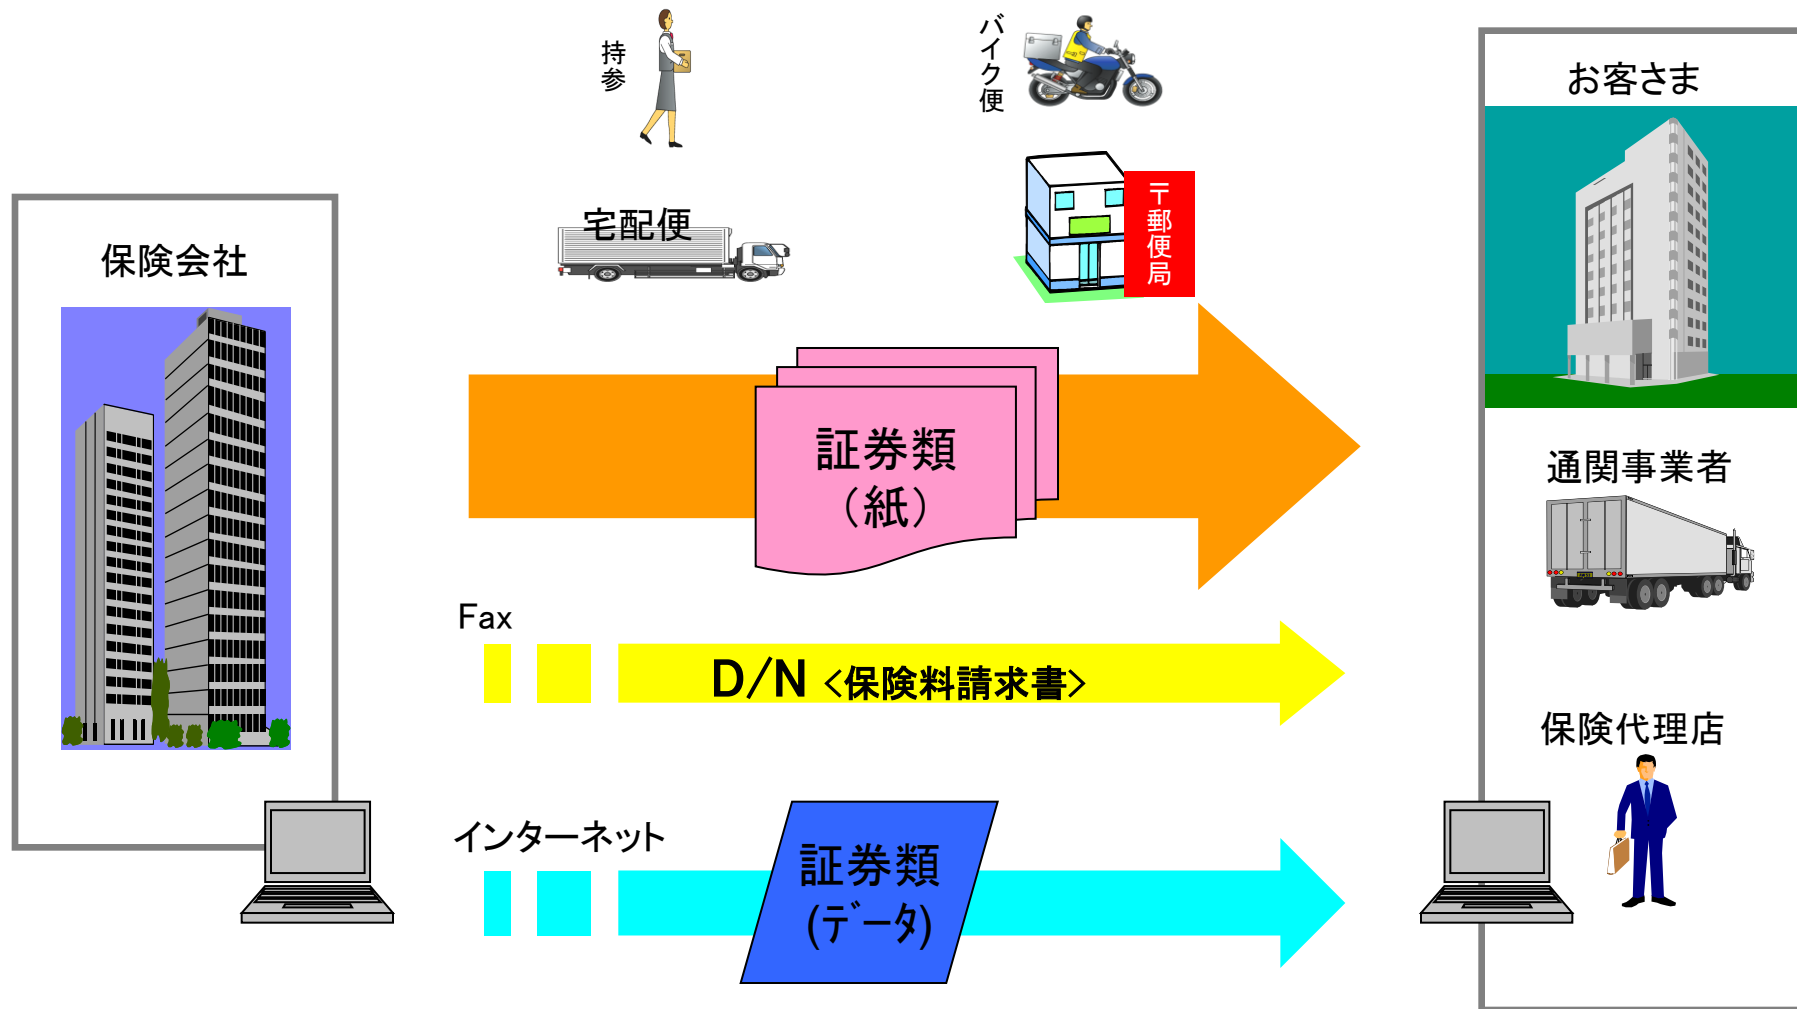 持参
バイク便
お客さま
宅配便
〒郵便局
保険会社
証券類
（紙）
通関事業者
Fax
D/N <保険料請求書>
保険代理店
インターネット
証券類
(ﾃﾞｰﾀ)